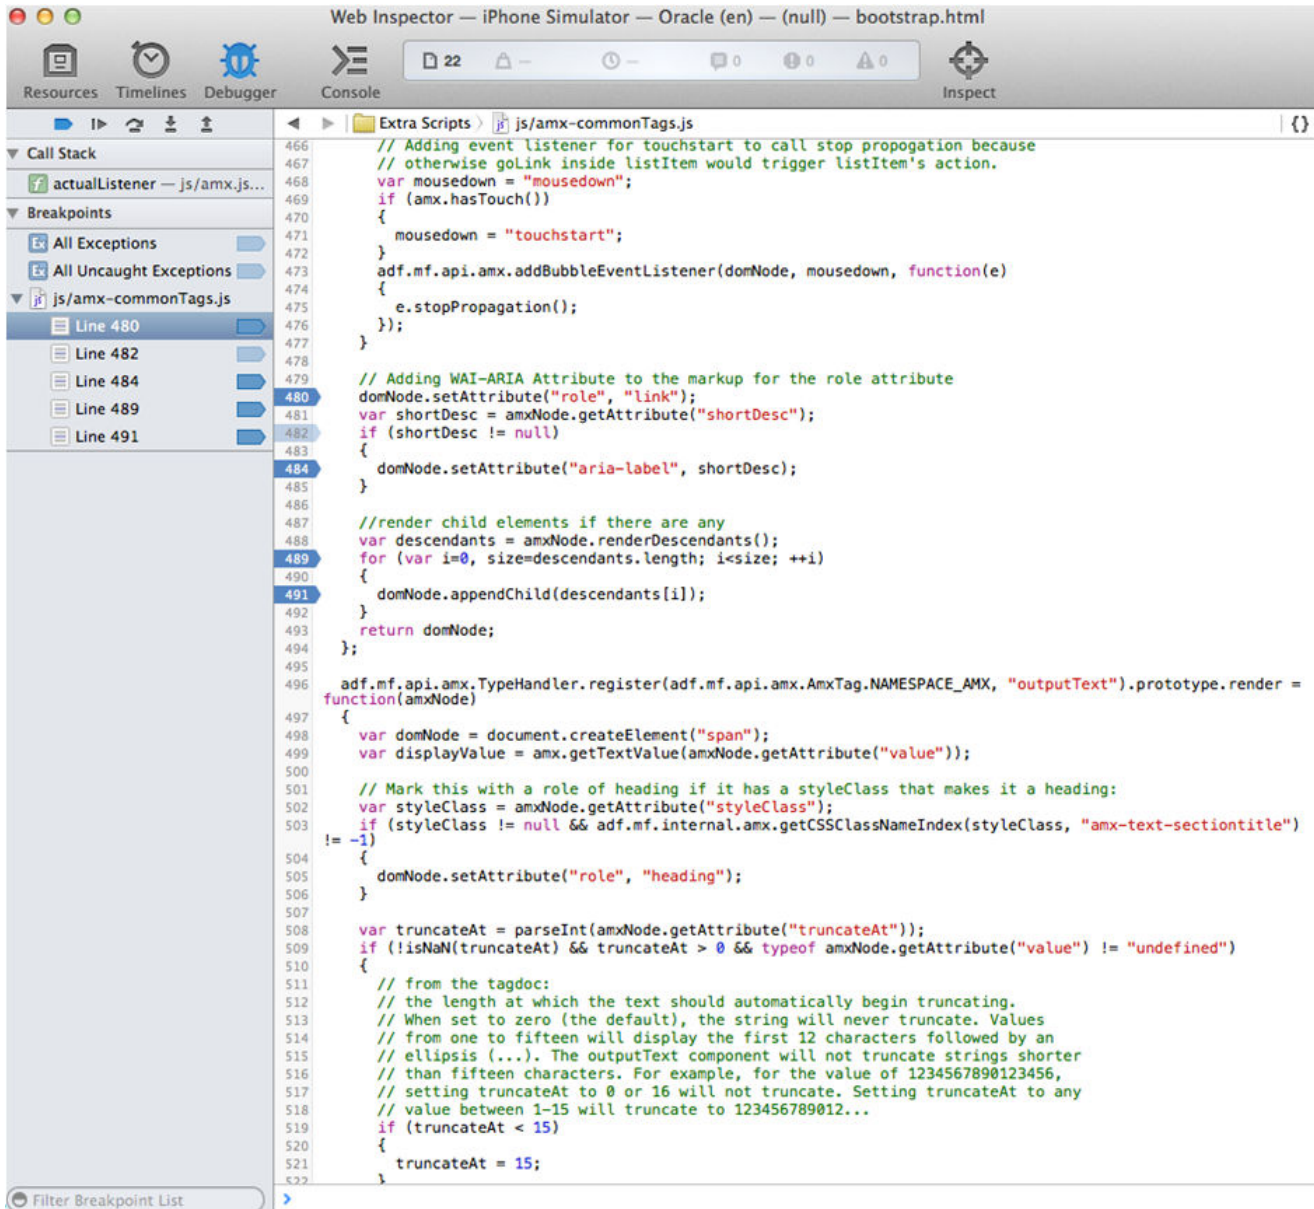 Web Inspector — iPhone Simulator — Oracle (en) — (null) — bootstrap.html
Resources Timelines Debugger Console 22 — — 0 0 0 Inspect
Extra Scripts js/amx-commonTags.js {}
Call Stack
actualListener — js/amx.js...
Breakpoints
All Exceptions
All Uncaught Exceptions
js/amx-commonTags.js
Line 480
Line 482
Line 484
Line 489
Line 491
Filter Breakpoint List
466 // Adding event listener for touchstart to call stop propogation because
467 // otherwise goLink inside listItem would trigger listItem's action.
468 var mousedown = "mousedown";
469 if (amx.hasTouch())
470 {
471 mousedown = "touchstart";
472 }
473 adf.mf.api.amx.addBubbleEventListener(domNode, mousedown, function(e)
474 {
475 e.stopPropagation();
476 });
477 }
478
479 // Adding WAI-ARIA Attribute to the markup for the role attribute
480 domNode.setAttribute("role", "link");
481 var shortDesc = amxNode.getAttribute("shortDesc");
482 if (shortDesc != null)
483 {
484 domNode.setAttribute("aria-label", shortDesc);
485 }
486
487 //render child elements if there are any
488 var descendants = amxNode.renderDescendants();
489 for (var i=0, size=descendants.length; i<size; ++i)
490 {
491 domNode.appendChild(descendants[i]);
492 }
493 return domNode;
494 };
495
496 adf.mf.api.amx.TypeHandler.register(adf.mf.api.amx.AmxTag.NAMESPACE_AMX, "outputText").prototype.render =
function(amxNode)
497 {
498 var domNode = document.createElement("span");
499 var displayValue = amx.getTextValue(amxNode.getAttribute("value"));
500
501 // Mark this with a role of heading if it has a styleClass that makes it a heading:
502 var styleClass = amxNode.getAttribute("styleClass");
503 if (styleClass != null && adf.mf.internal.amx.getCSSClassNameIndex(styleClass, "amx-text-sectiontitle")
!= -1)
504 {
505 domNode.setAttribute("role", "heading");
506 }
507
508 var truncateAt = parseInt(amxNode.getAttribute("truncateAt"));
509 if (!isNaN(truncateAt) && truncateAt > 0 && typeof amxNode.getAttribute("value") != "undefined")
510 {
511 // from the tagdoc:
512 // the length at which the text should automatically begin truncating.
513 // When set to zero (the default), the string will never truncate. Values
514 // from one to fifteen will display the first 12 characters followed by an
515 // ellipsis (...). The outputText component will not truncate strings shorter
516 // than fifteen characters. For example, for the value of 1234567890123456,
517 // setting truncateAt to 0 or 16 will not truncate. Setting truncateAt to any
518 // value between 1-15 will truncate to 123456789012...
519 if (truncateAt < 15)
520 {
521 truncateAt = 15;
522 }